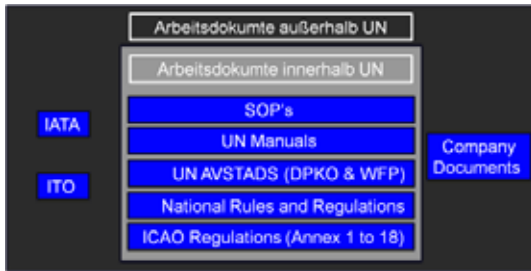 Arbeitsdokumte außerhalb UN
Arbeitsdokumte innerhalb UN
SOP's
UN Manuals
UN AVSTADS (DPKO & WFP)
National Rules and Regulations
ICAO Regulations (Annex 1 to 18)
IATA
ITO
Company
Documents